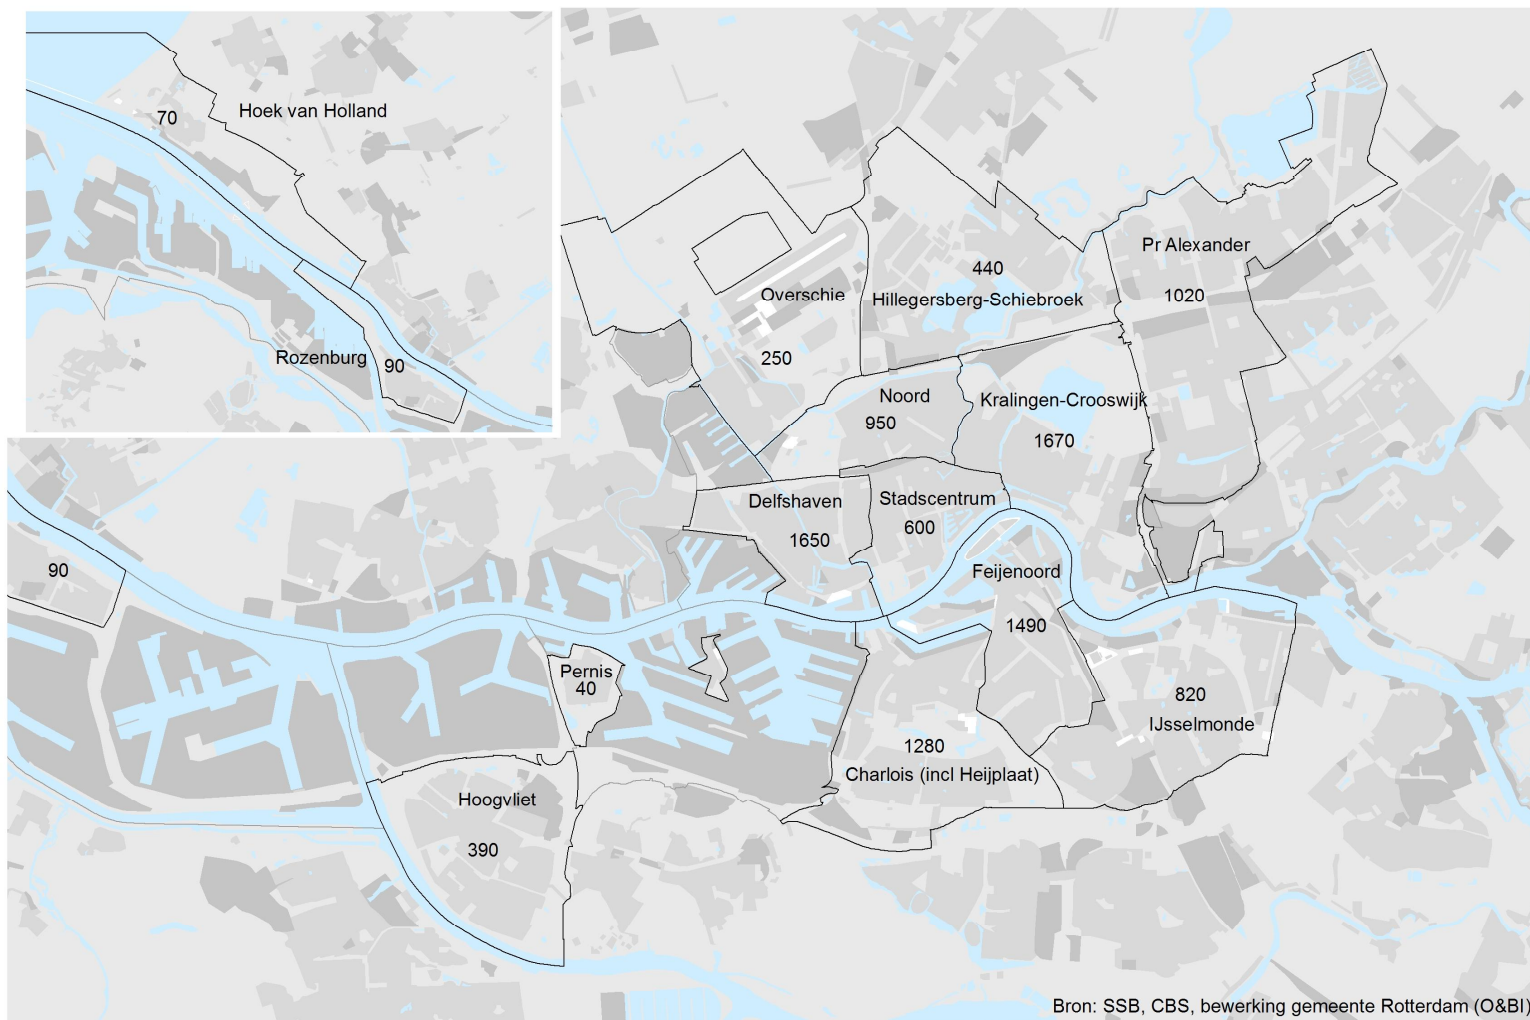 Hoek van Holland
70
Rozenburg
90
Pr Alexander
1020
440
Hillegersberg-Schiebroek
Overschie
250
Noord
950
Kralingen-Crooswijk
1670
Delfshaven
1650
Stadscentrum
600
Feijenoord
1490
90
Pernis
40
820
IJsselmonde
1280
Charlois (incl Heijplaat)
Hoogvliet
390
Bron: SSB, CBS, bewerking gemeente Rotterdam (O&BI)